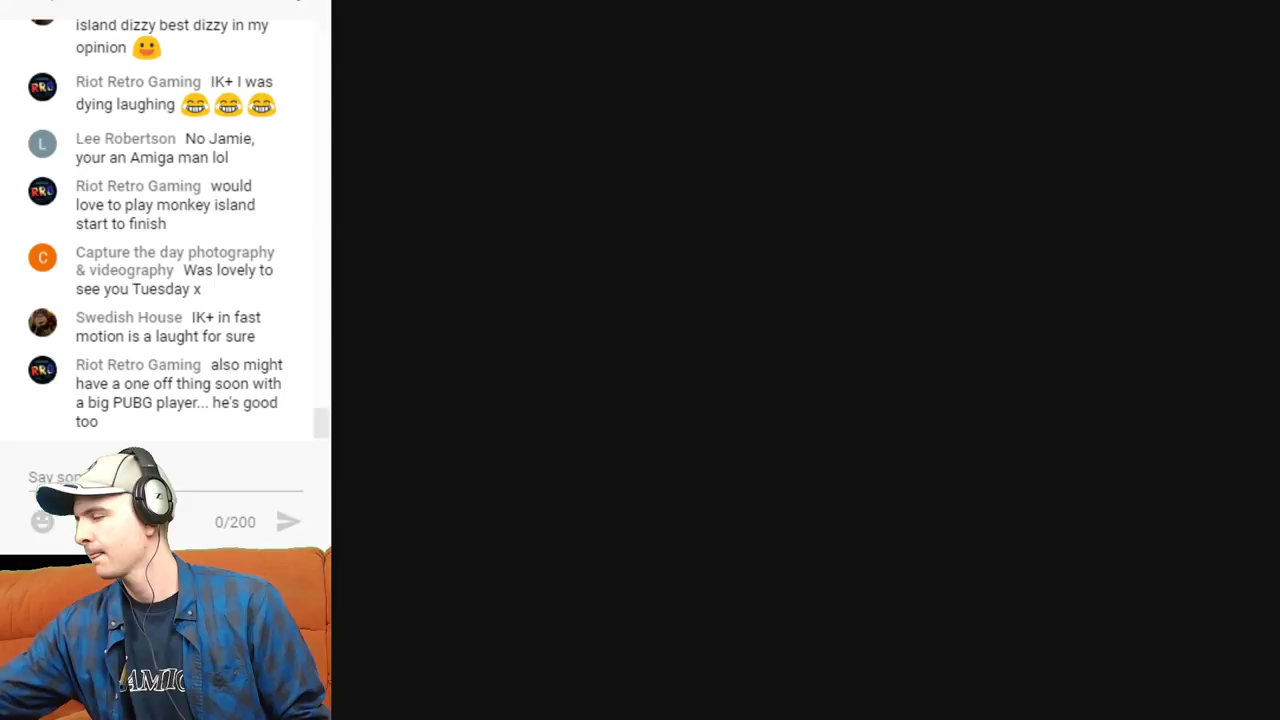 island dizzy best dizzy in my
opinion
Riot Retro Gaming IK+ I was
dying laughing
L
Lee Robertson No Jamie,
your an Amiga man lol
Riot Retro Gaming would
love to play monkey island
start to finish
C
Capture the day photography
& videography Was lovely to
see you Tuesday x
Swedish House IK+ in fast
motion is a laught for sure
Riot Retro Gaming also might
have a one off thing soon with
a big PUBG player... he's good
too
Say
0/200